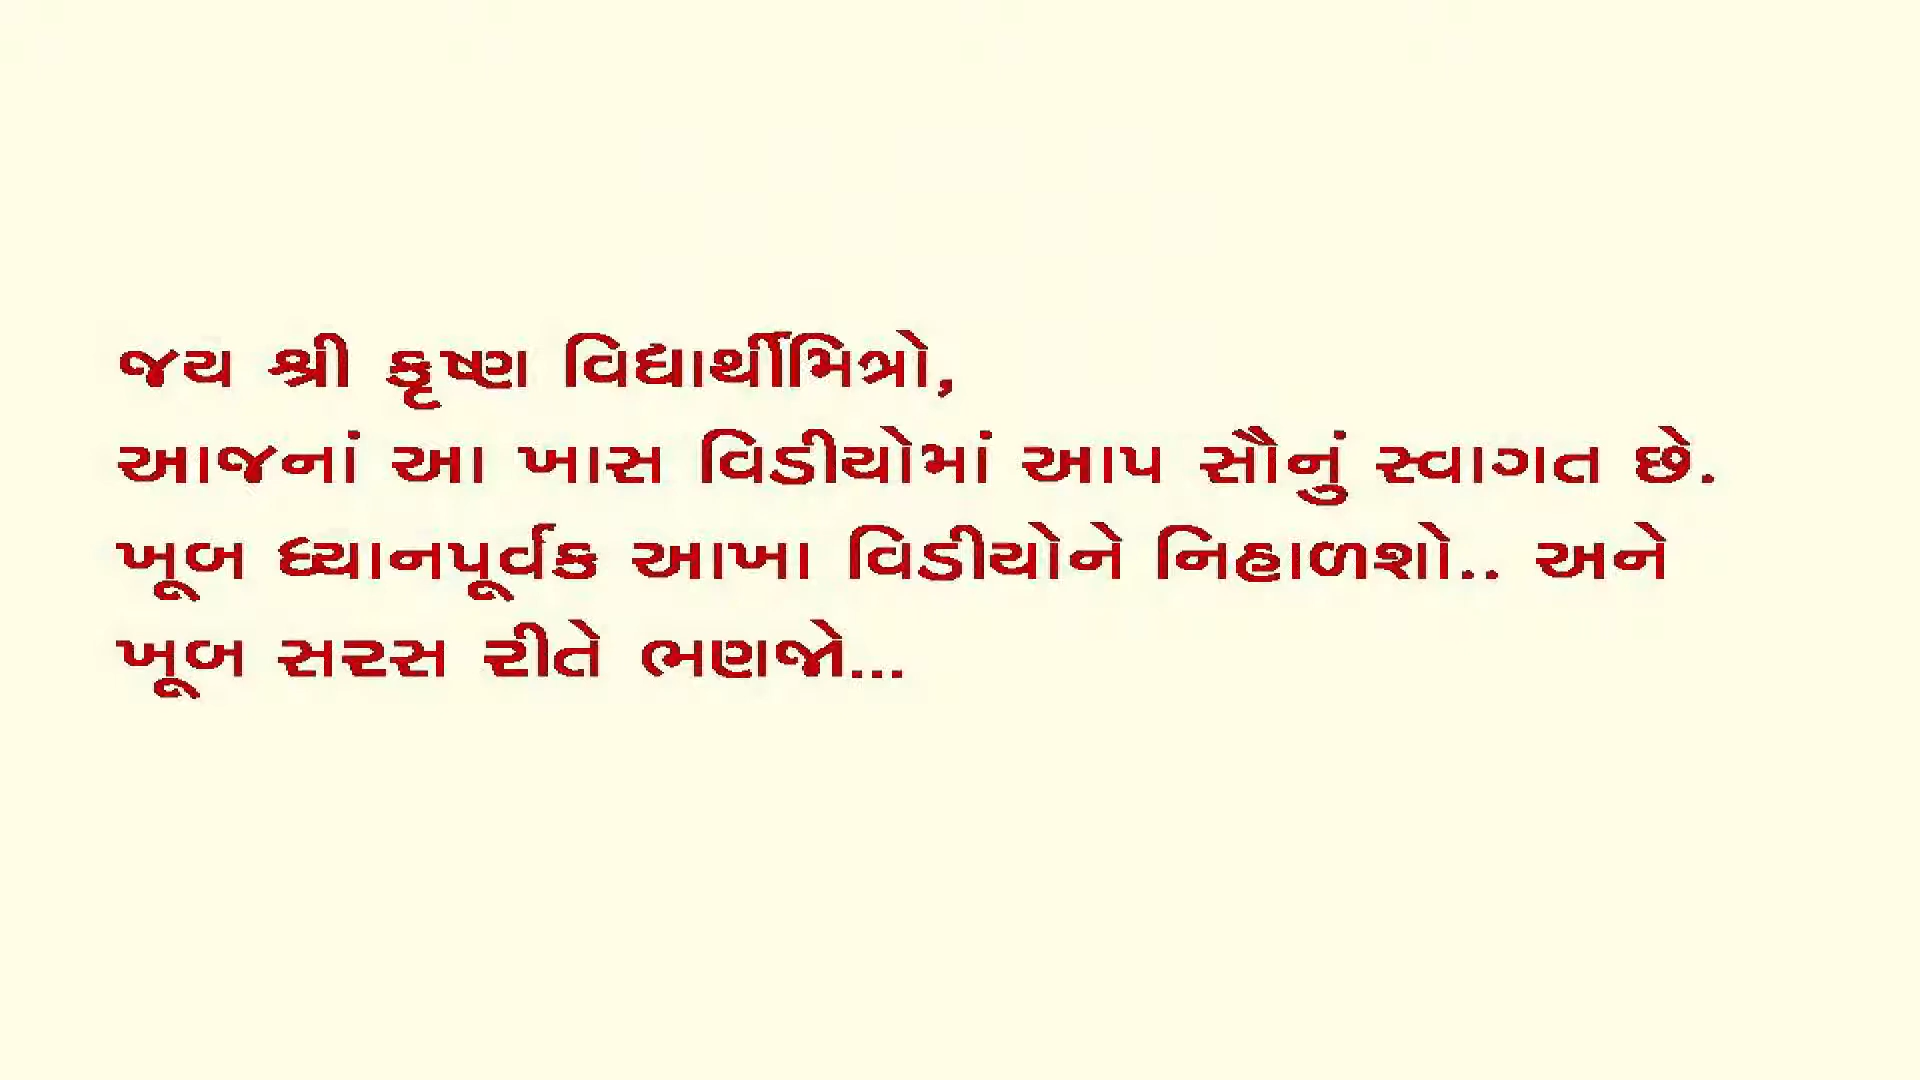 જય શ્રી કૃષ્ણ વિદ્યાર્થીમિત્રો,
આજનાં આ ખાસ વિડીયોમાં આપ સૌનું સ્વાગત છે.
ખૂબ ધ્યાનપૂર્વક આખા વિડીયોને નિહાળશો.. અને
ખૂબ સરસ રીતે ભણજો...